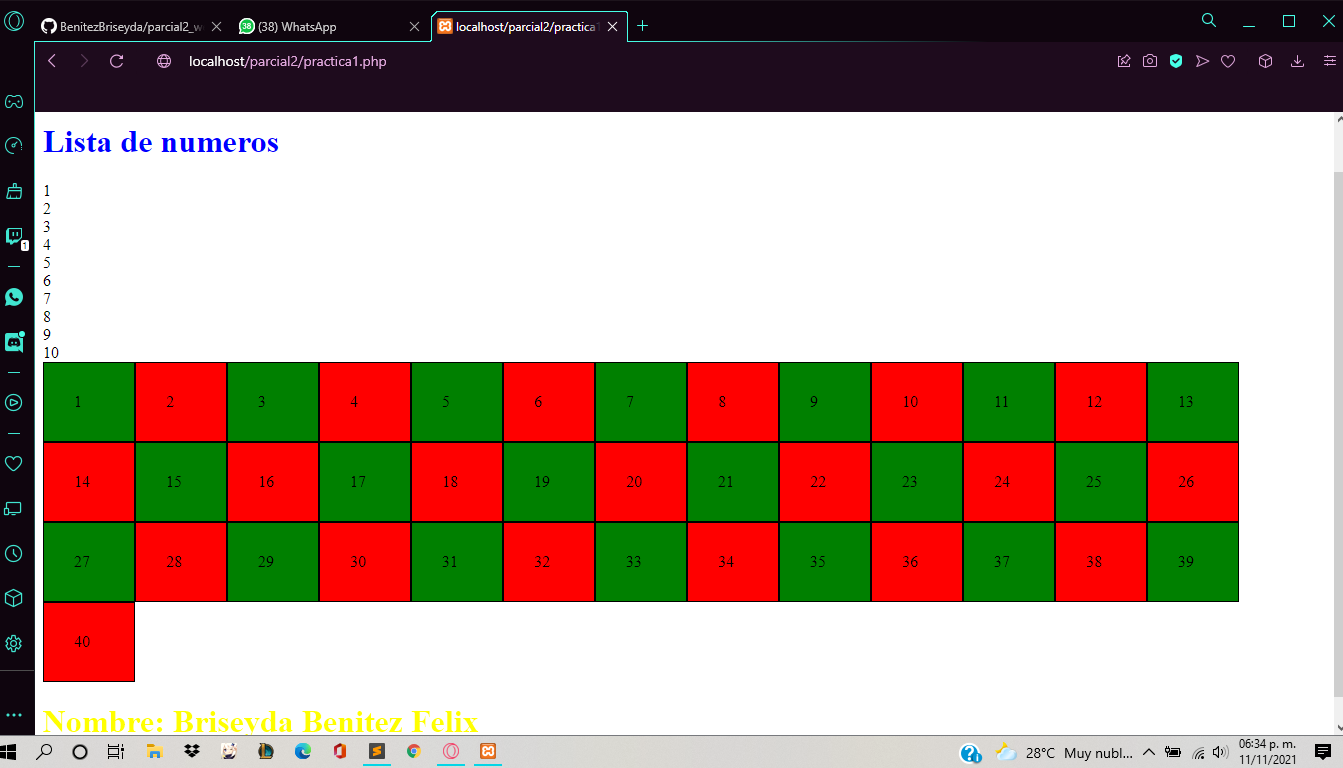 BenitezBriseyda/parcial2_w
(38) WhatsApp
localhost/parcial2/practica1
localhost/parcial2/practica1.php
Lista de numeros
1
2
3
4
5
6
7
8
9
10
1 2 3 4 5 6 7 8 9 10 11 12 13
14 15 16 17 18 19 20 21 22 23 24 25 26
27 28 29 30 31 32 33 34 35 36 37 38 39
40
Nombre: Briseyda Benitez Felix
28°C Muy nubl... 06:34 p. m.
11/11/2021